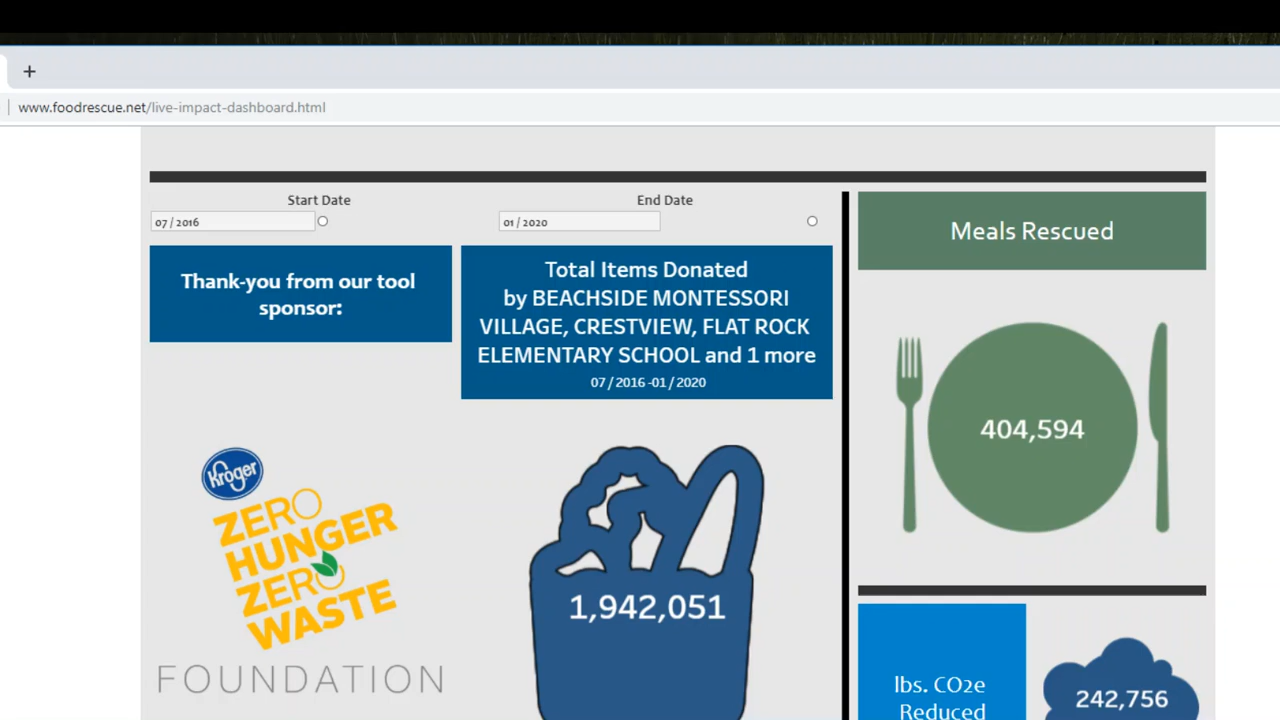 +
www.foodrescue.net/live-impact-dashboard.html
Start Date
07 / 2016
End Date
01 / 2020
Thank-you from our tool
sponsor:
Total Items Donated
by BEACHSIDE MONTESSORI
VILLAGE, CRESTVIEW, FLAT ROCK
ELEMENTARY SCHOOL and 1 more
07 / 2016 -01 / 2020
Meals Rescued
404,594
Kroger
ZERO
HUNGER
ZERO
WASTE
FOUNDATION
1,942,051
lbs. CO2e
Reduced
242,756